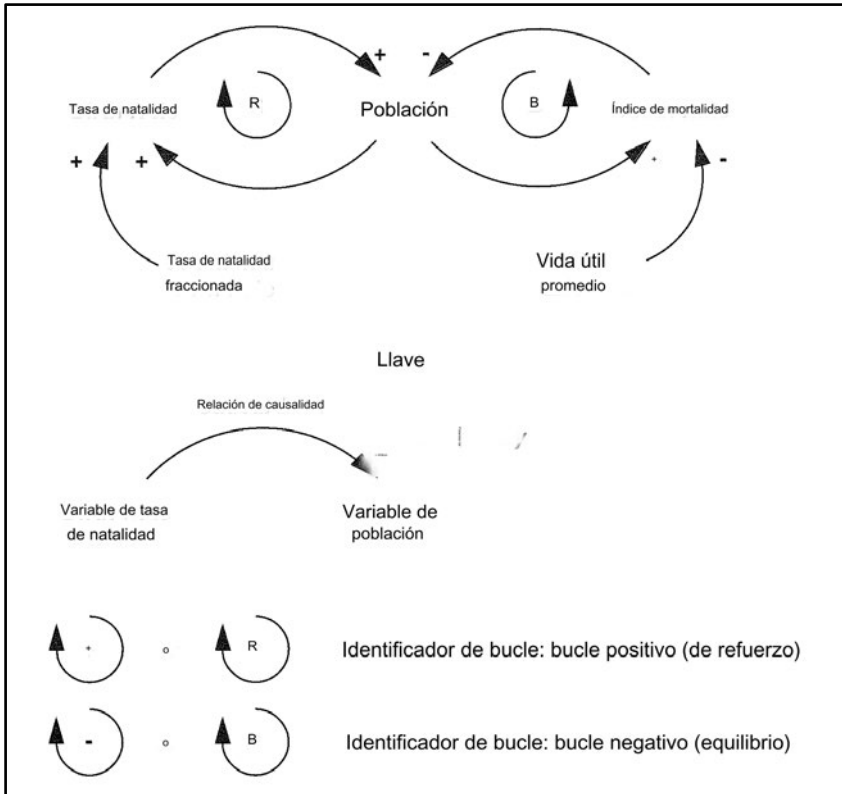 + -
Tasa de natalidad R Población B Índice de mortalidad
+ + + -
Tasa de natalidad
fraccionada
Vida útil
promedio
Llave
Relación de causalidad
Variable de tasa
de natalidad
Variable de
población
+ o R Identificador de bucle: bucle positivo (de refuerzo)
- o B Identificador de bucle: bucle negativo (equilibrio)